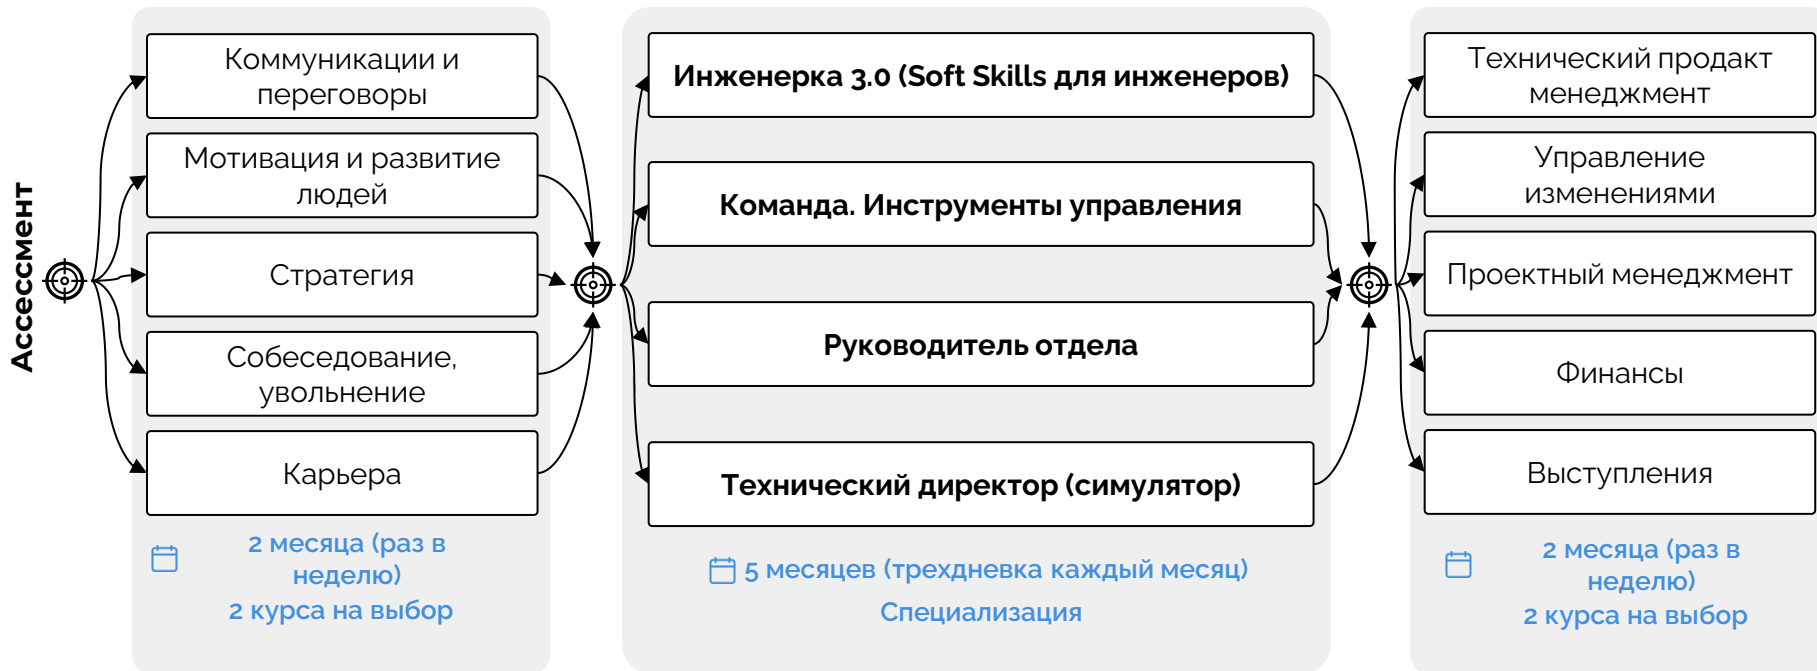 Ассессмент
Коммуникации и
переговоры
Мотивация и развитие
людей
Стратегия
Собеседование,
увольнение
Карьера
2 месяца (раз в
неделю)
2 курса на выбор
Инженерка 3.0 (Soft Skills для инженеров)
Команда. Инструменты управления
Руководитель отдела
Технический директор (симулятор)
5 месяцев (трехдневка каждый месяц)
Специализация
Технический продакт
менеджмент
Управление
изменениями
Проектный менеджмент
Финансы
Выступления
2 месяца (раз в
неделю)
2 курса на выбор